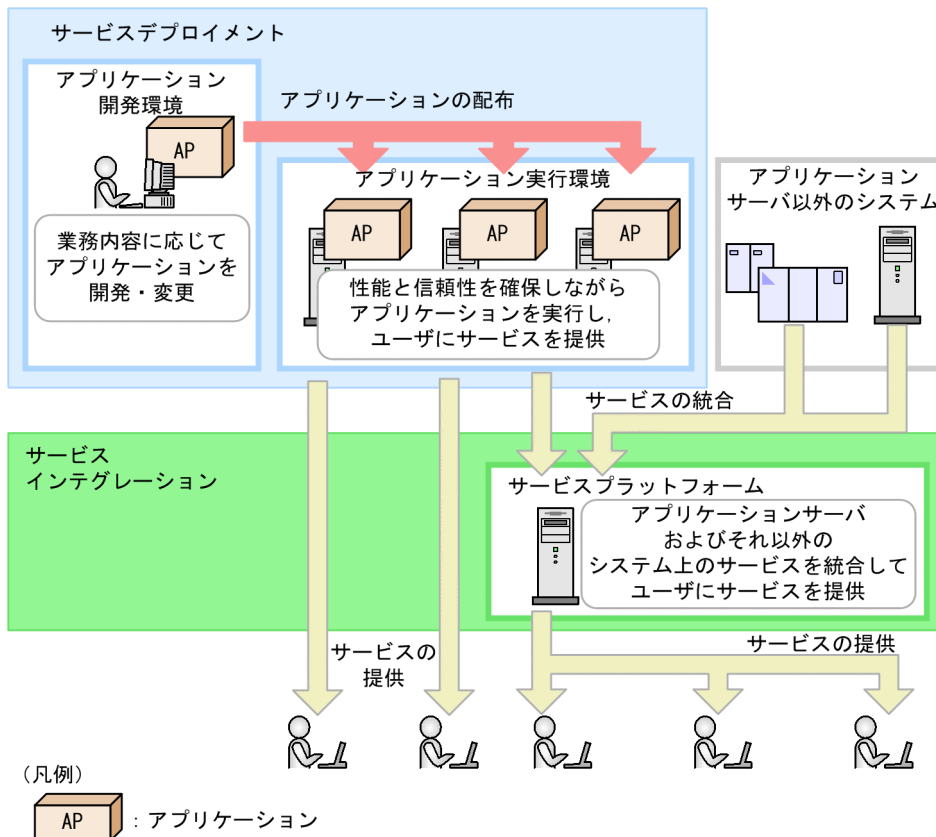 サービスデプロイメント
アプリケーション
開発環境
AP
業務内容に応じて
アプリケーションを
開発・変更
アプリケーションの配布
アプリケーション実行環境
AP
AP
AP
性能と信頼性を確保しながら
アプリケーションを実行し,
ユーザにサービスを提供
アプリケーション
サーバ以外のシステム
サービスの統合
サービス
インテグレーション
サービスプラットフォーム
アプリケーションサーバ
およびそれ以外の
システム上のサービスを統合して
ユーザにサービスを提供
サービスの
提供
サービスの提供
(凡例)
AP
: アプリケーション